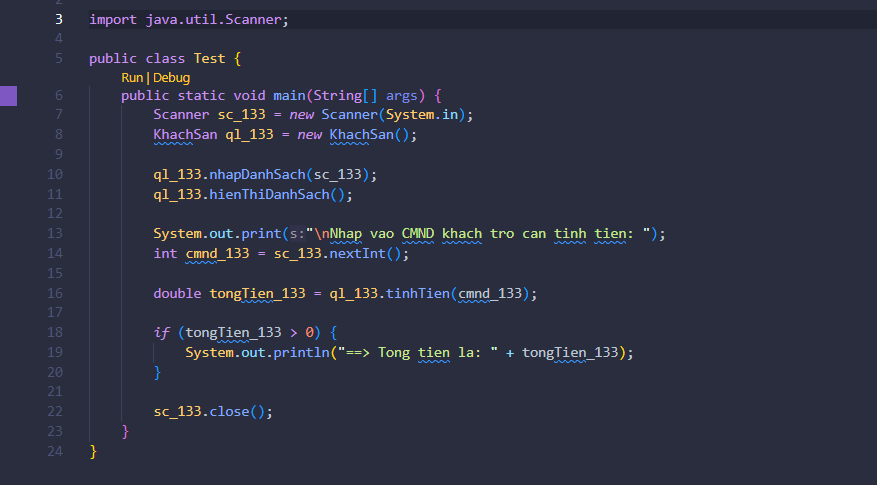 3 import java.util.Scanner;
4
5 public class Test {
Run | Debug
6 public static void main(String[] args) {
7 Scanner sc_133 = new Scanner(System.in);
8 KhachSan ql_133 = new KhachSan();
9
10 ql_133.nhapDanhSach(sc_133);
11 ql_133.hienThiDanhSach();
12
13 System.out.print(s:"\nNhap vao CMND khach tro can tinh tien: ");
14 int cmnd_133 = sc_133.nextInt();
15
16 double tongTien_133 = ql_133.tinhTien(cmnd_133);
17
18 if (tongTien_133 > 0) {
19 System.out.println("==> Tong tien la: " + tongTien_133);
20 }
21
22 sc_133.close();
23 }
24 }